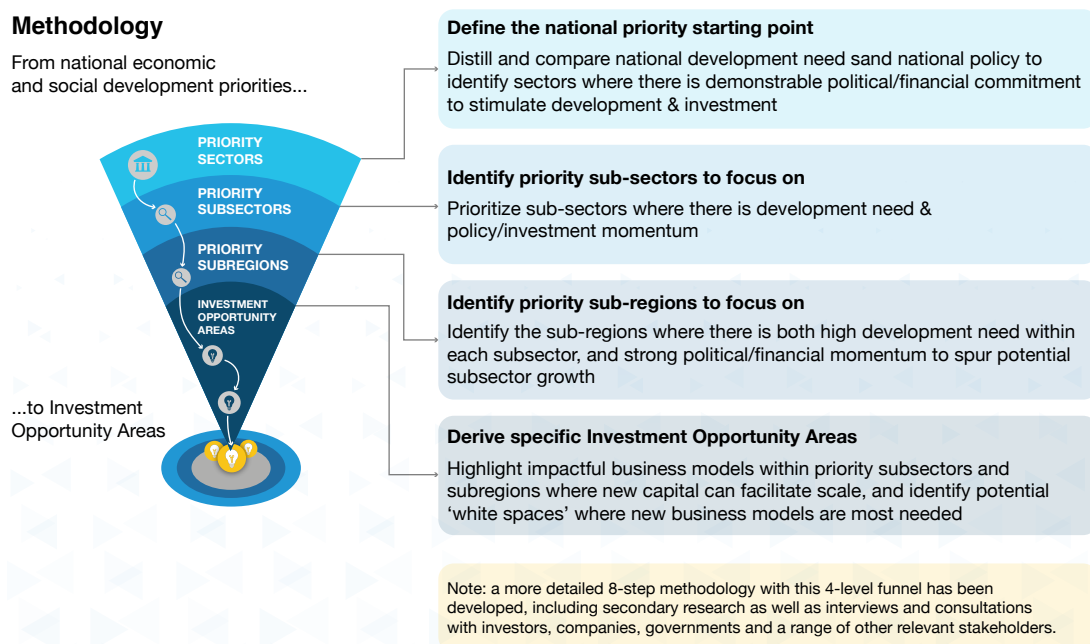 Methodology
From national economic
and social development priorities...
PRIORITY
SECTORS
PRIORITY
SUBSECTORS
PRIORITY
SUBREGIONS
INVESTMENT
OPPORTUNITY
AREAS
...to Investment
Opportunity Areas
Define the national priority starting point
Distill and compare national development need sand national policy to
identify sectors where there is demonstrable political/financial commitment
to stimulate development & investment
Identify priority sub-sectors to focus on
Prioritize sub-sectors where there is development need &
policy/investment momentum
Identify priority sub-regions to focus on
Identify the sub-regions where there is both high development need within
each subsector, and strong political/financial momentum to spur potential
subsector growth
Derive specific Investment Opportunity Areas
Highlight impactful business models within priority subsectors and
subregions where new capital can facilitate scale, and identify potential
‘white spaces’ where new business models are most needed
Note: a more detailed 8-step methodology with this 4-level funnel has been
developed, including secondary research as well as interviews and consultations
with investors, companies, governments and a range of other relevant stakeholders.